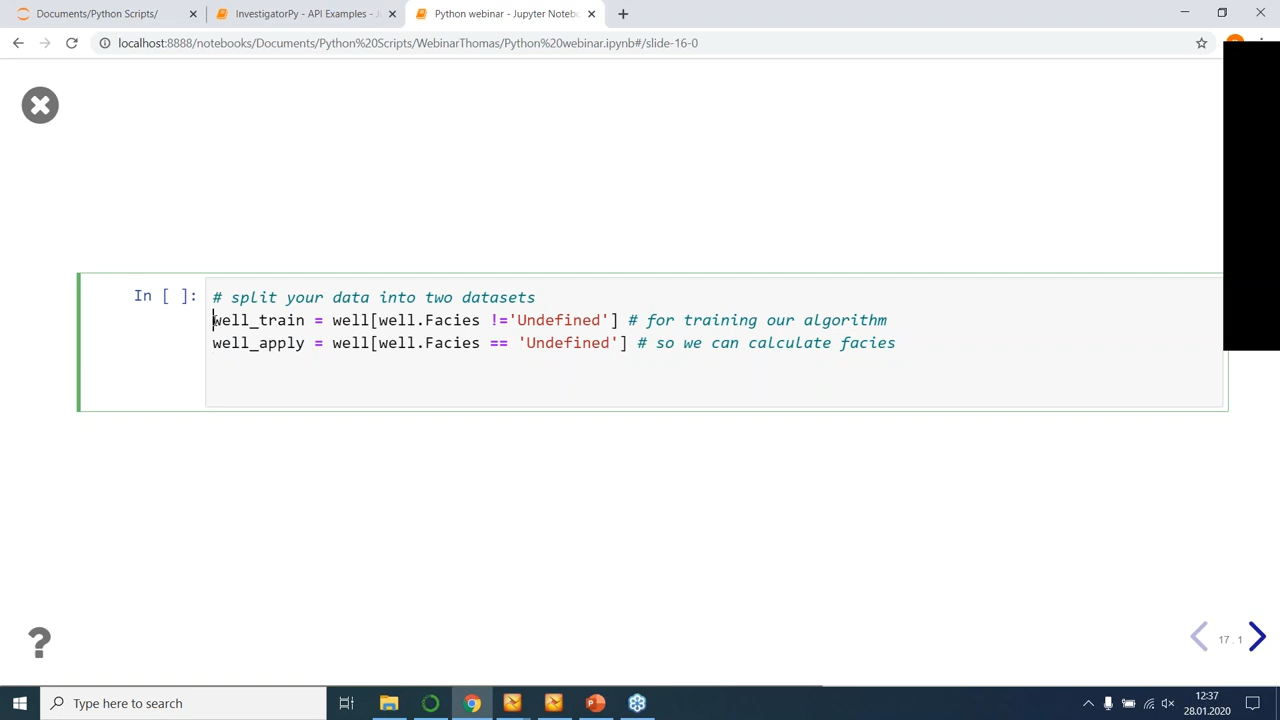 Documents/Python Scripts/
InvestigatorPy - API Examples - J
Python webinar - Jupyter Notebo
localhost:8888/notebooks/Documents/Python%20Scripts/WebinarThomas/Python%20webinar.ipynb#/slide-16-0
In [ ]:
# split your data into two datasets
well_train = well[well.Facies !='Undefined'] # for training our algorithm
well_apply = well[well.Facies == 'Undefined'] # so we can calculate facies
?
17 . 1
Type here to search
12:37
28.01.2020